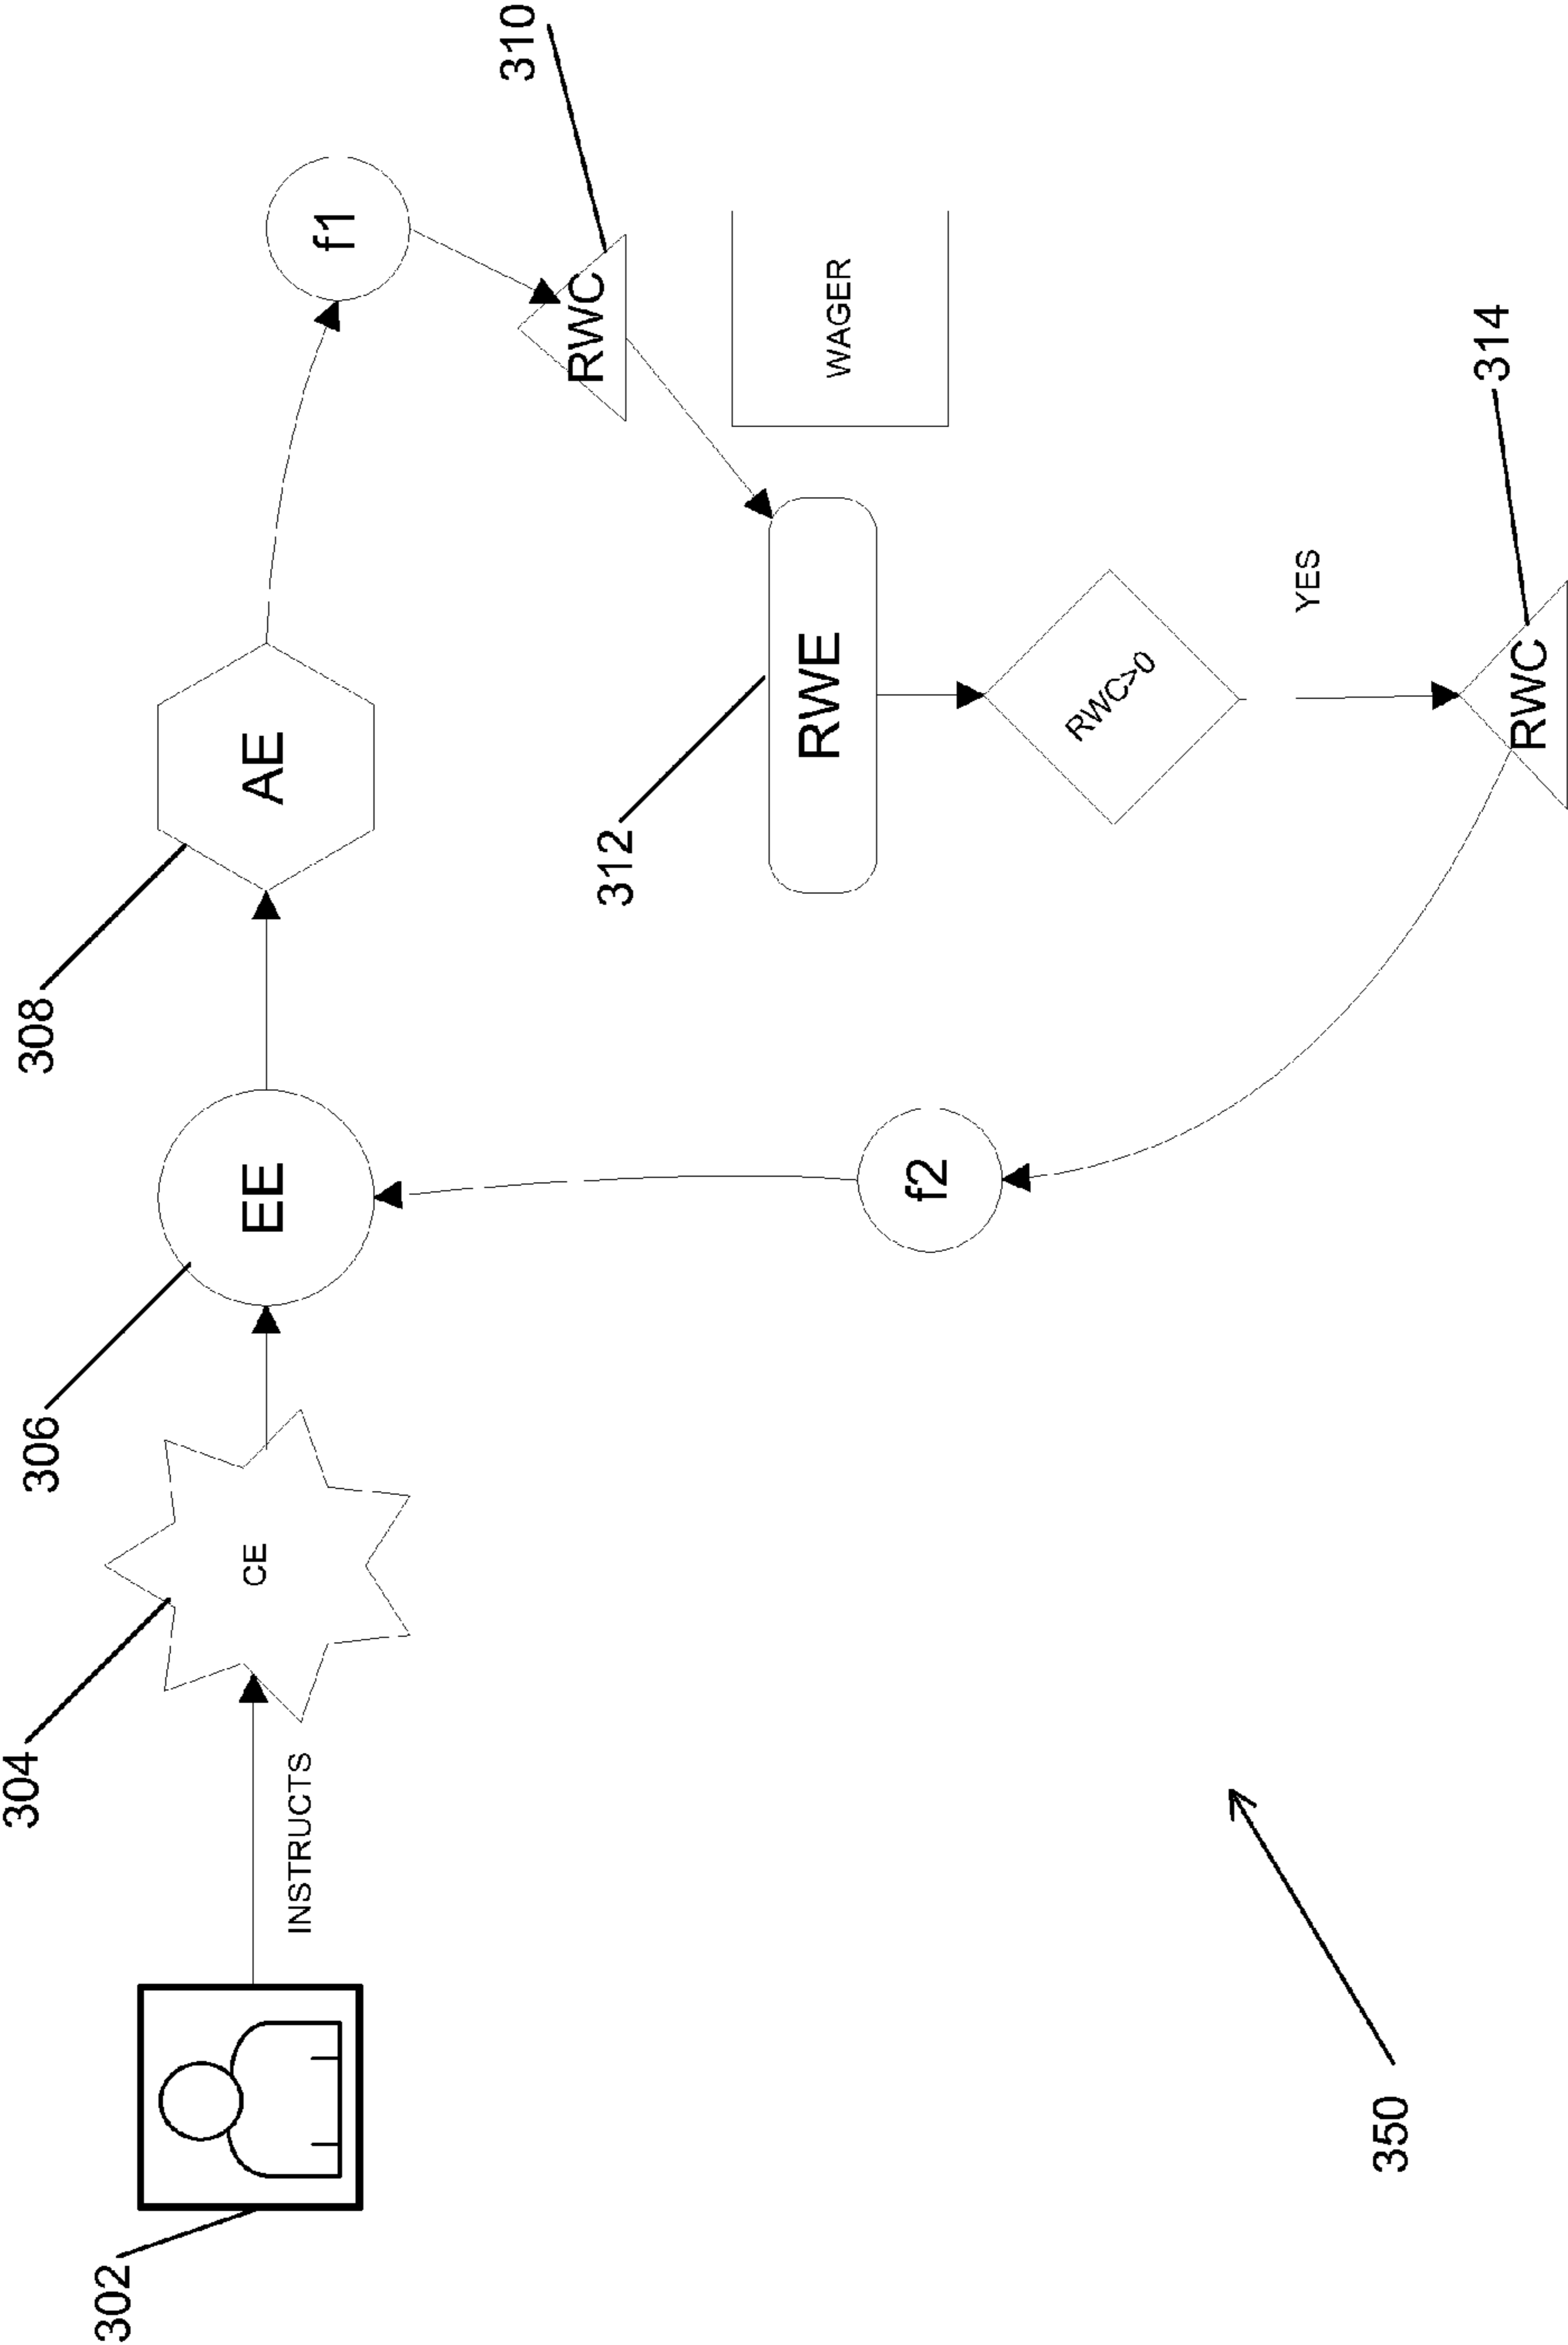 302
INSTRUCTS
304
CE
306
EE
308
AE
f1
310
RWC
WAGER
312
RWE
RWC>0
YES
314
RWC
f2
350